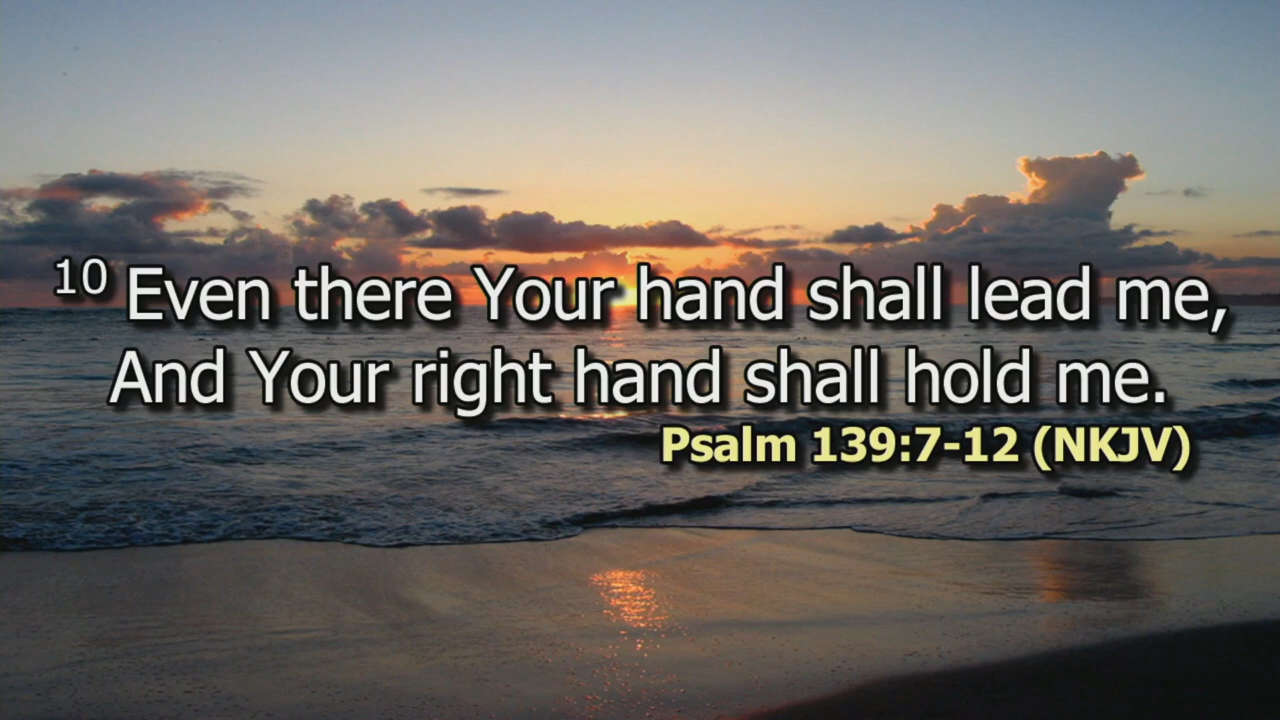 10 Even there Your hand shall lead me,
And Your right hand shall hold me.
Psalm 139:7-12 (NKJV)